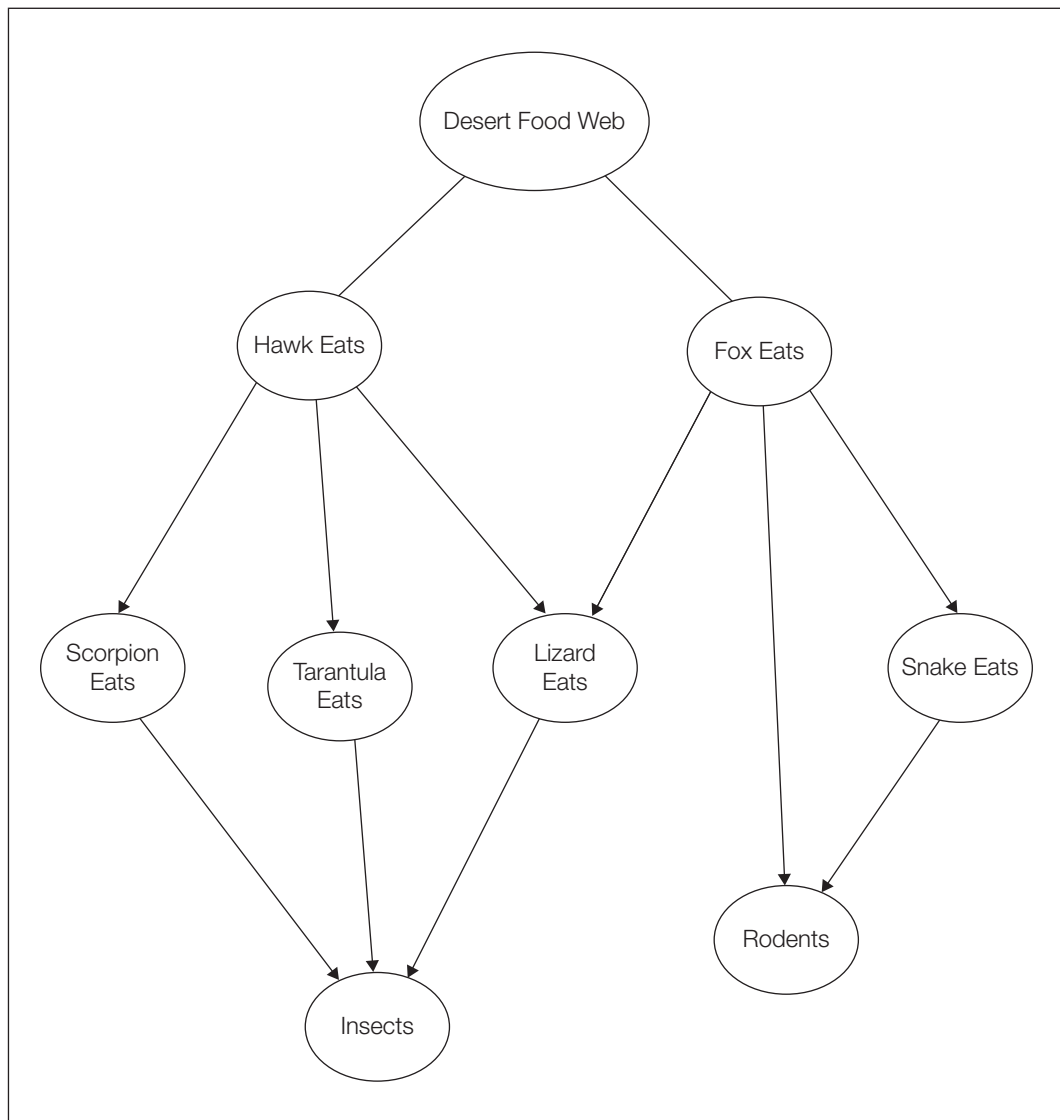 Desert Food Web
Hawk Eats
Fox Eats
Scorpion
Eats
Tarantula
Eats
Lizard
Eats
Snake Eats
Rodents
Insects